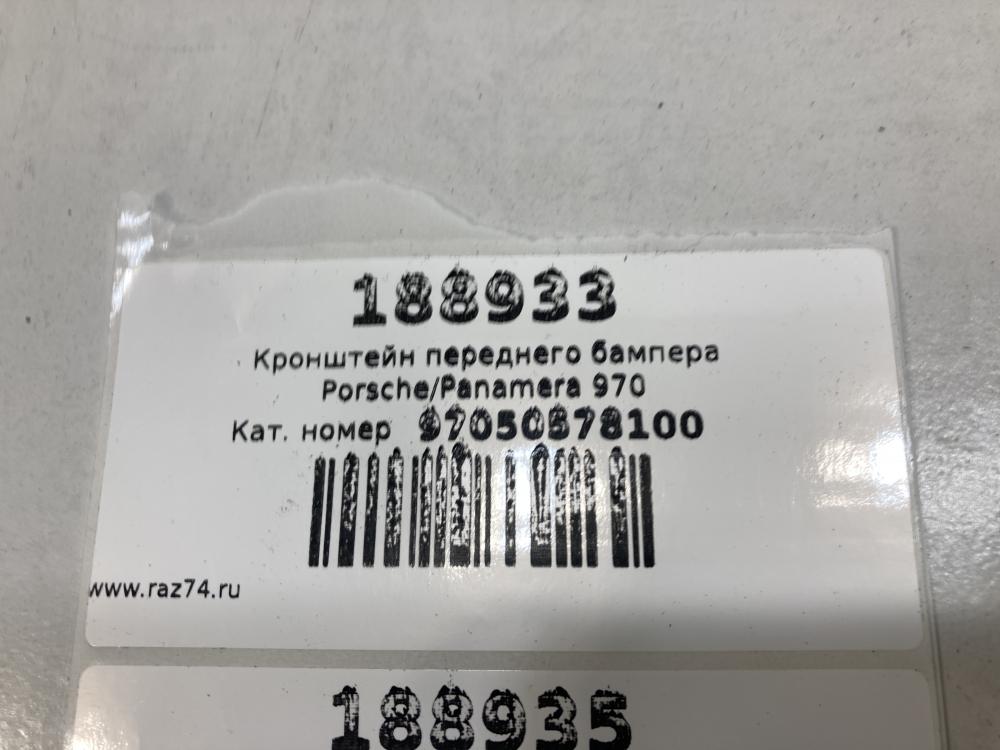 188933
Кронштейн переднего бампера
Porsche/Panamera 970
Кат. номер 97050578100
www.raz74.ru
188935